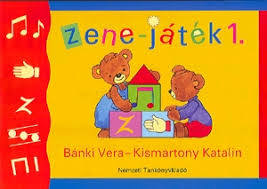 zene-játék 1.
Z
Bánki Vera–Kismartony Katalin
Nemzeti Tankönyvkiadó